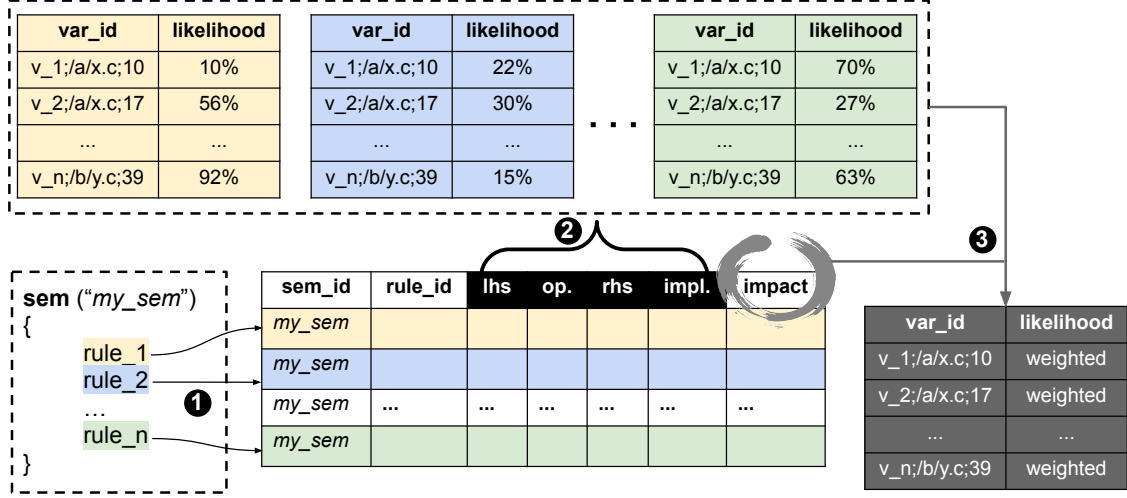 var_id likelihood
v_1;/a/x.c;10 10%
v_2;/a/x.c;17 56%
... ...
v_n;/b/y.c;39 92%
var_id likelihood
v_1;/a/x.c;10 22%
v_2;/a/x.c;17 30%
... ...
v_n;/b/y.c;39 15%
. . .
var_id likelihood
v_1;/a/x.c;10 70%
v_2;/a/x.c;17 27%
... ...
v_n;/b/y.c;39 63%
2
3
sem ("my_sem")
{
rule_1
rule_2
...
rule_n
}
1
sem_id rule_id lhs op. rhs impl. impact
my_sem
my_sem
my_sem ... ... ... ... ... ...
my_sem
var_id likelihood
v_1;/a/x.c;10 weighted
v_2;/a/x.c;17 weighted
... ...
v_n;/b/y.c;39 weighted